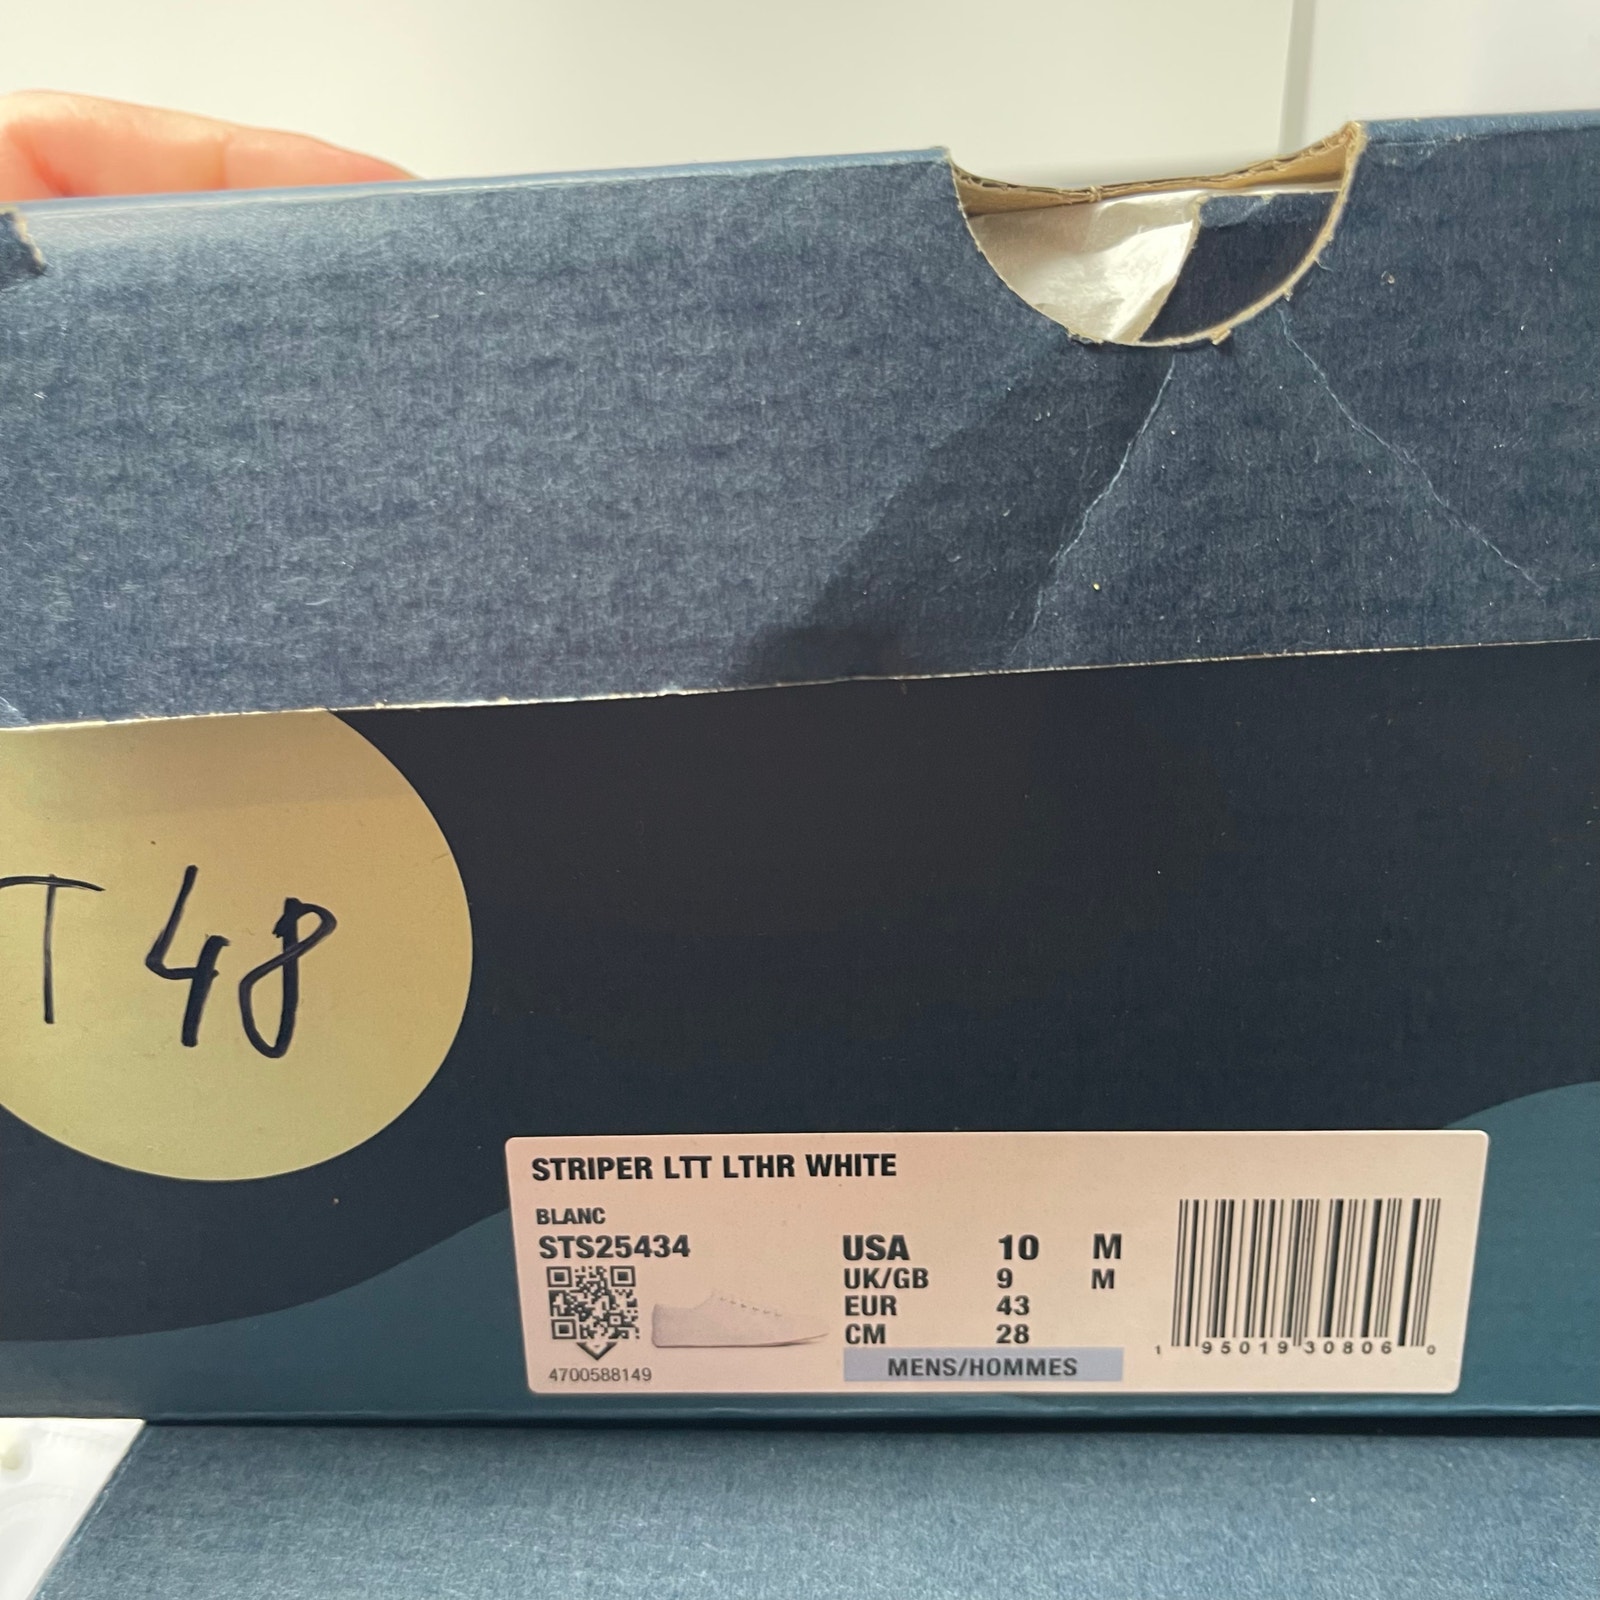 T 48
STRIPER LTT LTHR WHITE
BLANC
STS25434
USA 10 M
UK/GB 9 M
EUR 43
CM 28
MENS/HOMMES
4700588149
1 95019 30806 0